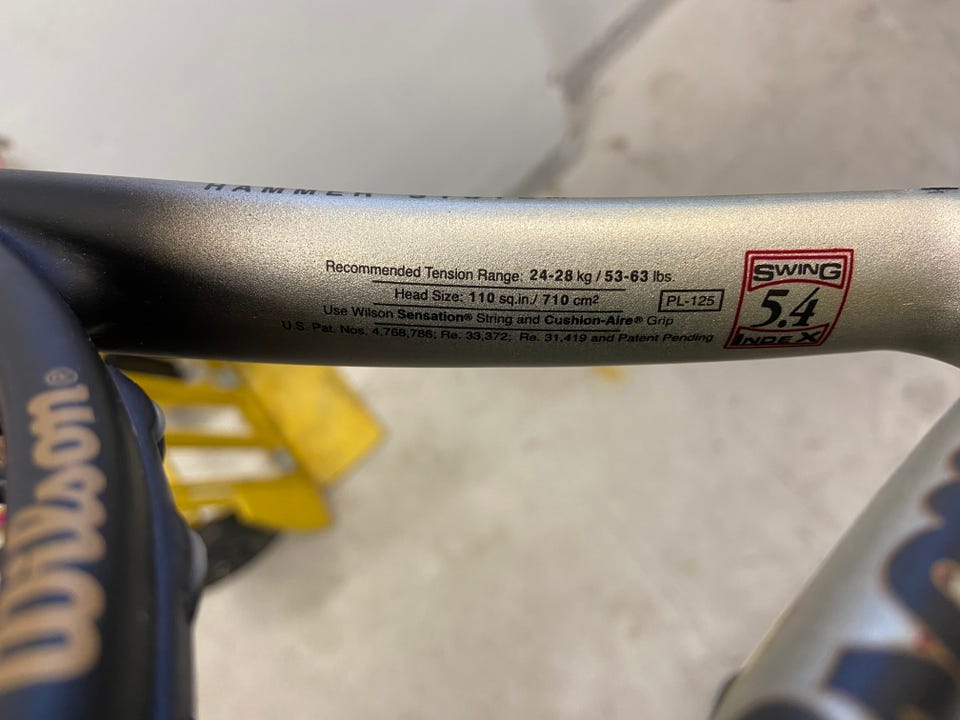 HAMMER SYSTEM
Recommended Tension Range: 24-28 kg / 53-63 lbs.
Head Size: 110 sq.in./ 710 cm²
PL-125
Use Wilson Sensation® String and Cushion-Aire® Grip
U.S. Pat. Nos. 4,768,786; Re. 33,372; Re. 31,419 and Patent Pending
SWING
5.4
INDEX
Wilson®